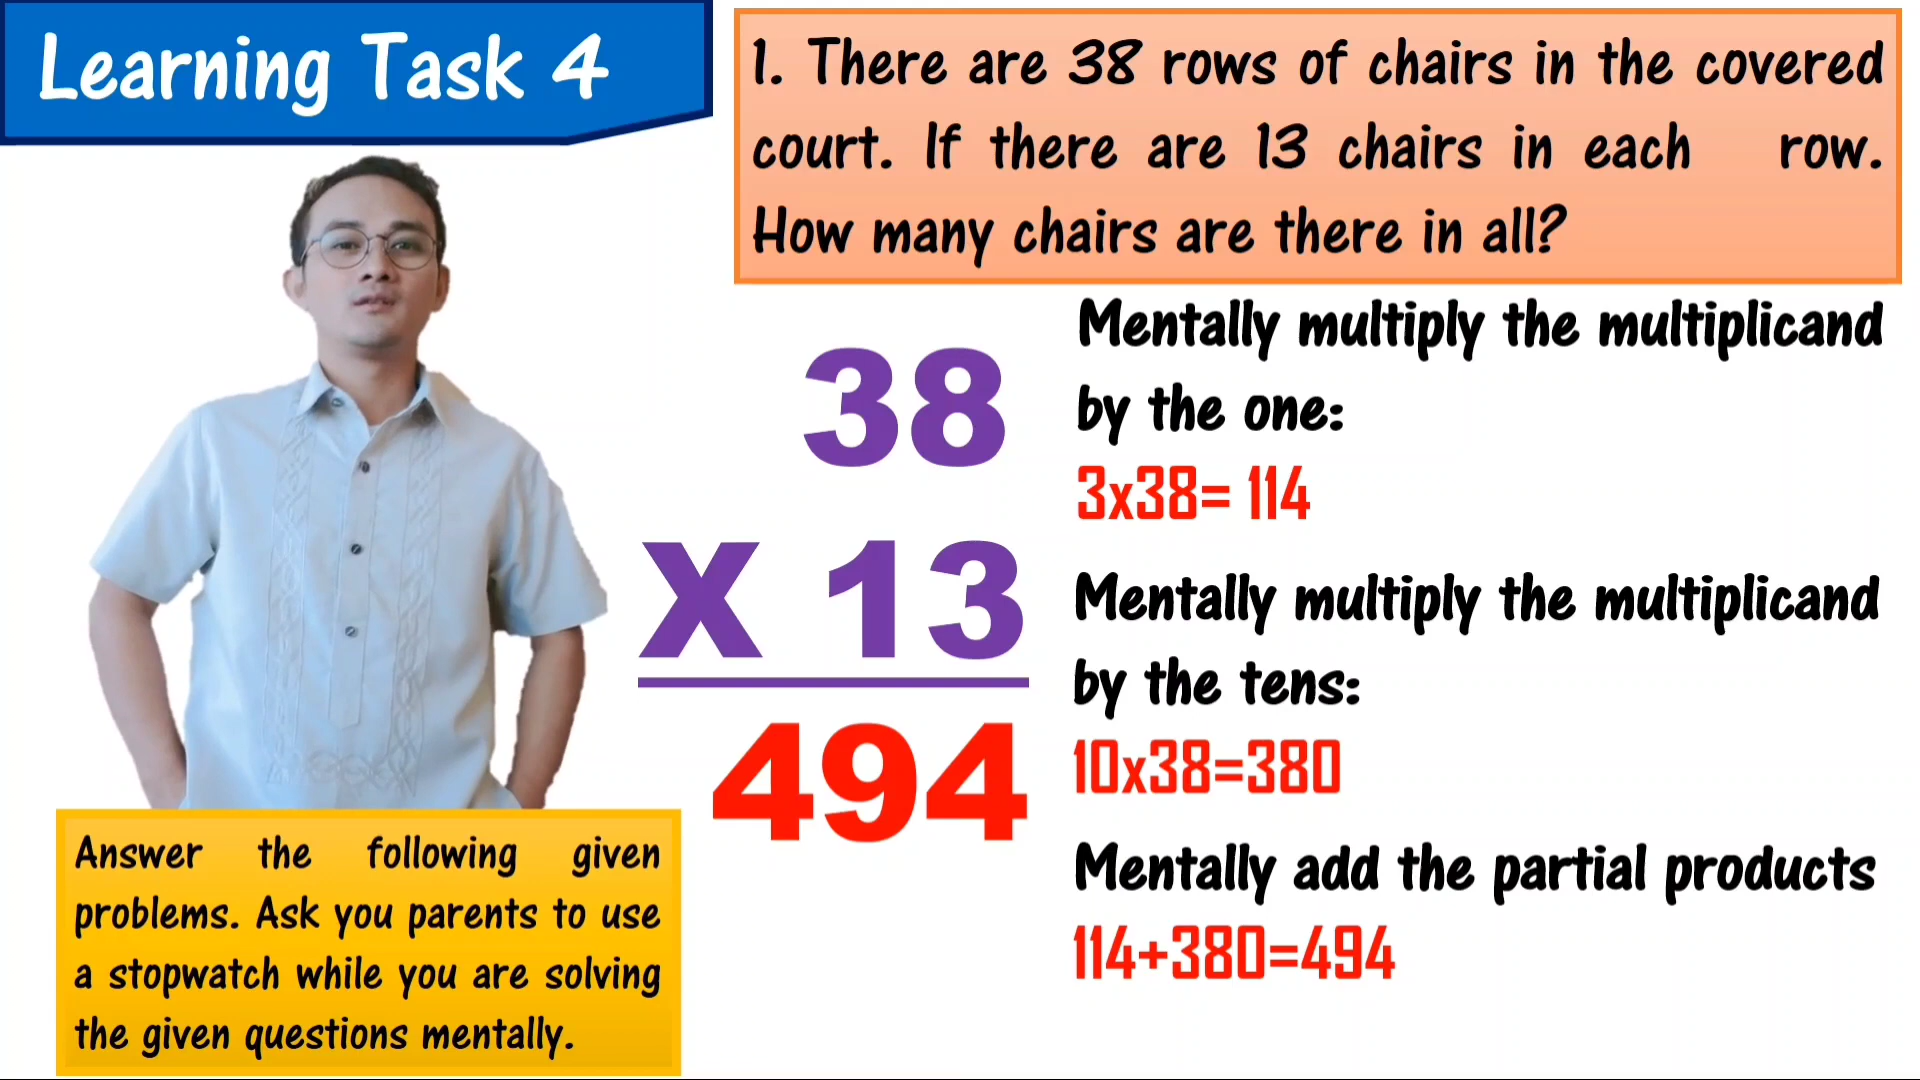 Learning Task 4
1. There are 38 rows of chairs in the covered
court. If there are 13 chairs in each row.
How many chairs are there in all?
38
X 13
494
Mentally multiply the multiplicand
by the one:
3x38= 114
Mentally multiply the multiplicand
by the tens:
10x38=380
Mentally add the partial products
114+380=494
Answer the following given
problems. Ask you parents to use
a stopwatch while you are solving
the given questions mentally.